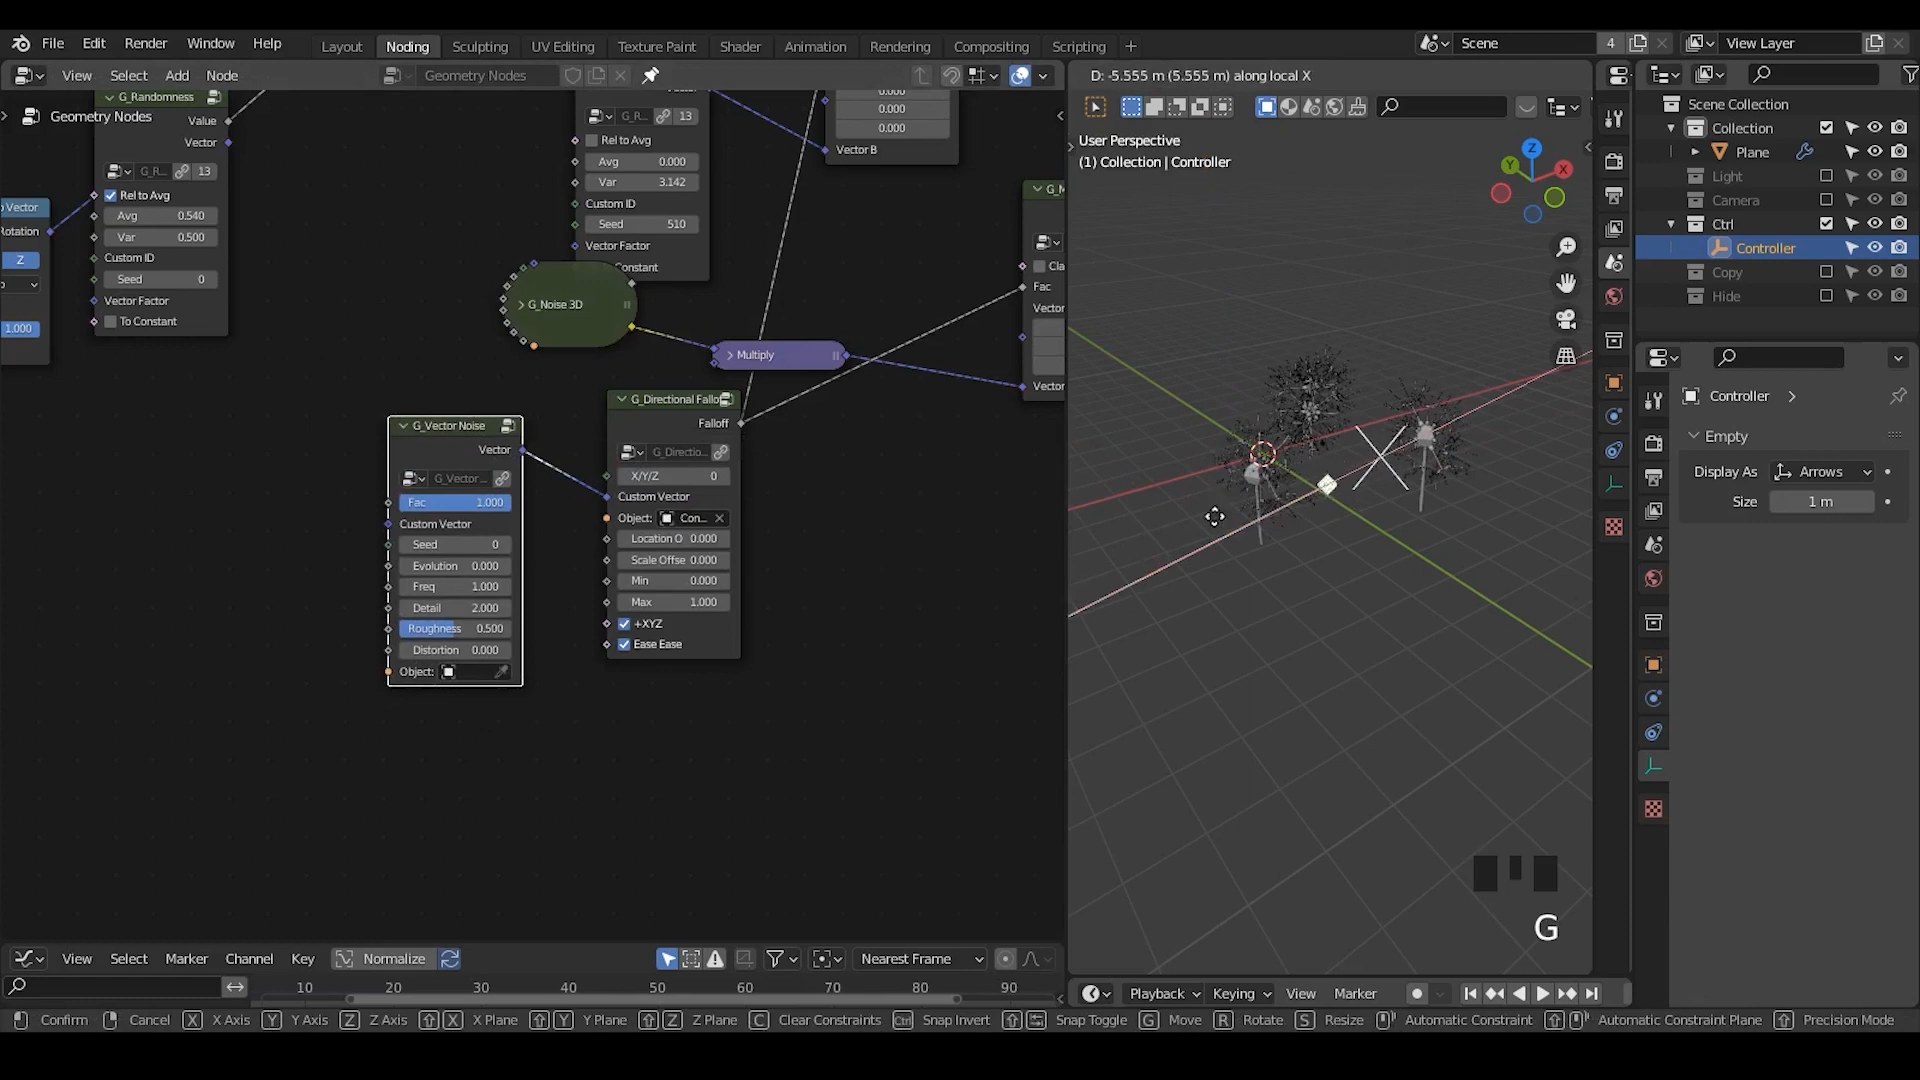 File Edit Render Window Help
Layout Noding Sculpting UV Editing Texture Paint Shader Animation Rendering Compositing Scripting +
Scene 4 View Layer
View Select Add Node Geometry Nodes
D: -5.555 m (5.555 m) along local X
G_Randomness
Geometry Nodes
Value
Vector
G_R... 13
Rel to Avg
Avg 0.540
Var 0.500
Custom ID
Seed 0
Vector Factor
To Constant
Vector
Rotation
Z
1.000
G_R... 13
Rel to Avg
Avg 0.000
Var 3.142
Custom ID
Seed 510
Vector Factor
Constant
G_Noise 3D
Multiply
0.000
0.000
0.000
Vector B
Fac
Vector
Vector
G_Vector Noise
Vector
G_Vector...
Fac 1.000
Custom Vector
Seed 0
Evolution 0.000
Freq 1.000
Detail 2.000
Roughness 0.500
Distortion 0.000
Object:
G_Directional Fallo
Falloff
G_Directio...
X/Y/Z 0
Custom Vector
Object: Con...
Location O 0.000
Scale Offse 0.000
Min 0.000
Max 1.000
+XYZ
Ease Ease
User Perspective
(1) Collection | Controller
Z
X
Y
G
Scene Collection
Collection
Plane
Light
Camera
Ctrl
Controller
Copy
Hide
Controller
Empty
Display As Arrows
Size 1 m
View Select Marker Channel Key Normalize Nearest Frame
10 20 30 40 50 60 70 80 90
Playback Keying View Marker
Confirm Cancel X X Axis Y Y Axis Z Z Axis X X Plane Y Y Plane Z Z Plane C Clear Constraints Ctrl Snap Invert Snap Toggle G Move R Rotate S Resize Automatic Constraint Automatic Constraint Plane Precision Mode